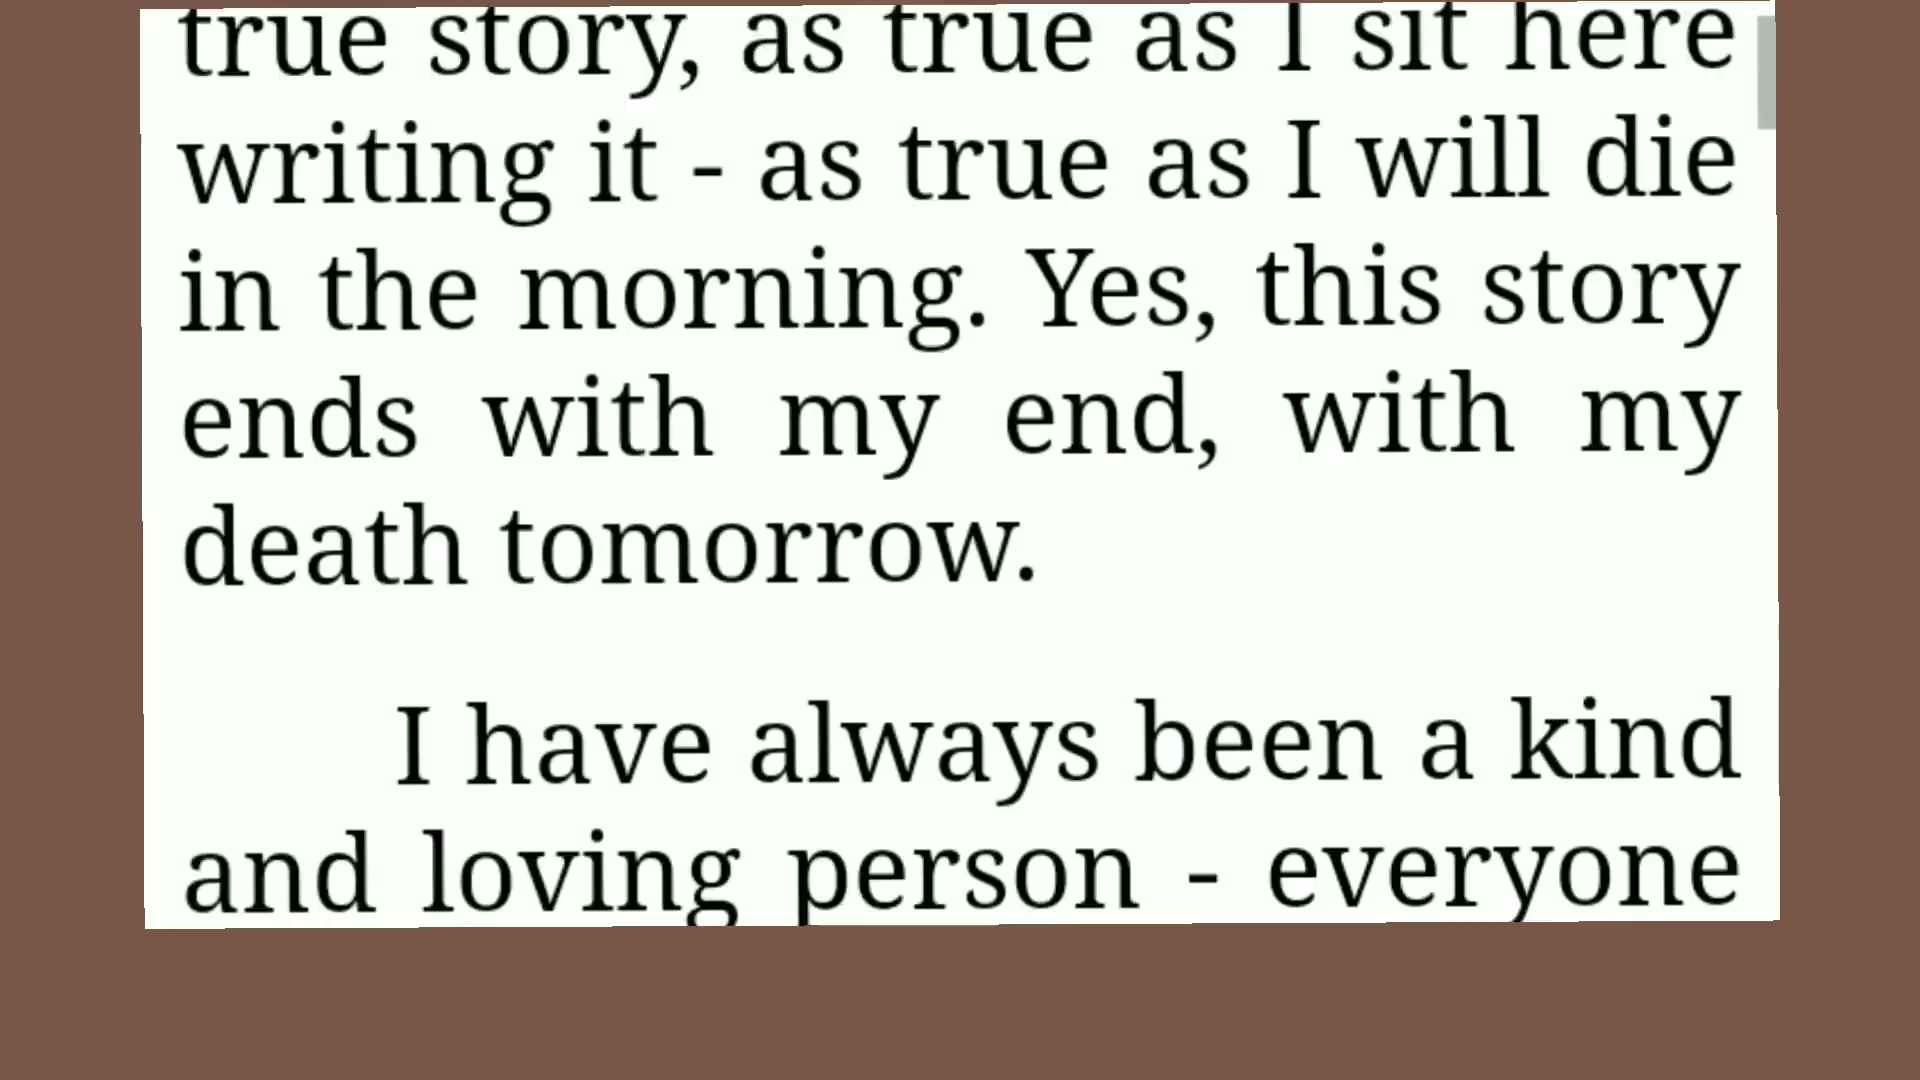 true story, as true as I sit here
writing it - as true as I will die
in the morning. Yes, this story
ends with my end, with my
death tomorrow.
I have always been a kind
and loving person - everyone